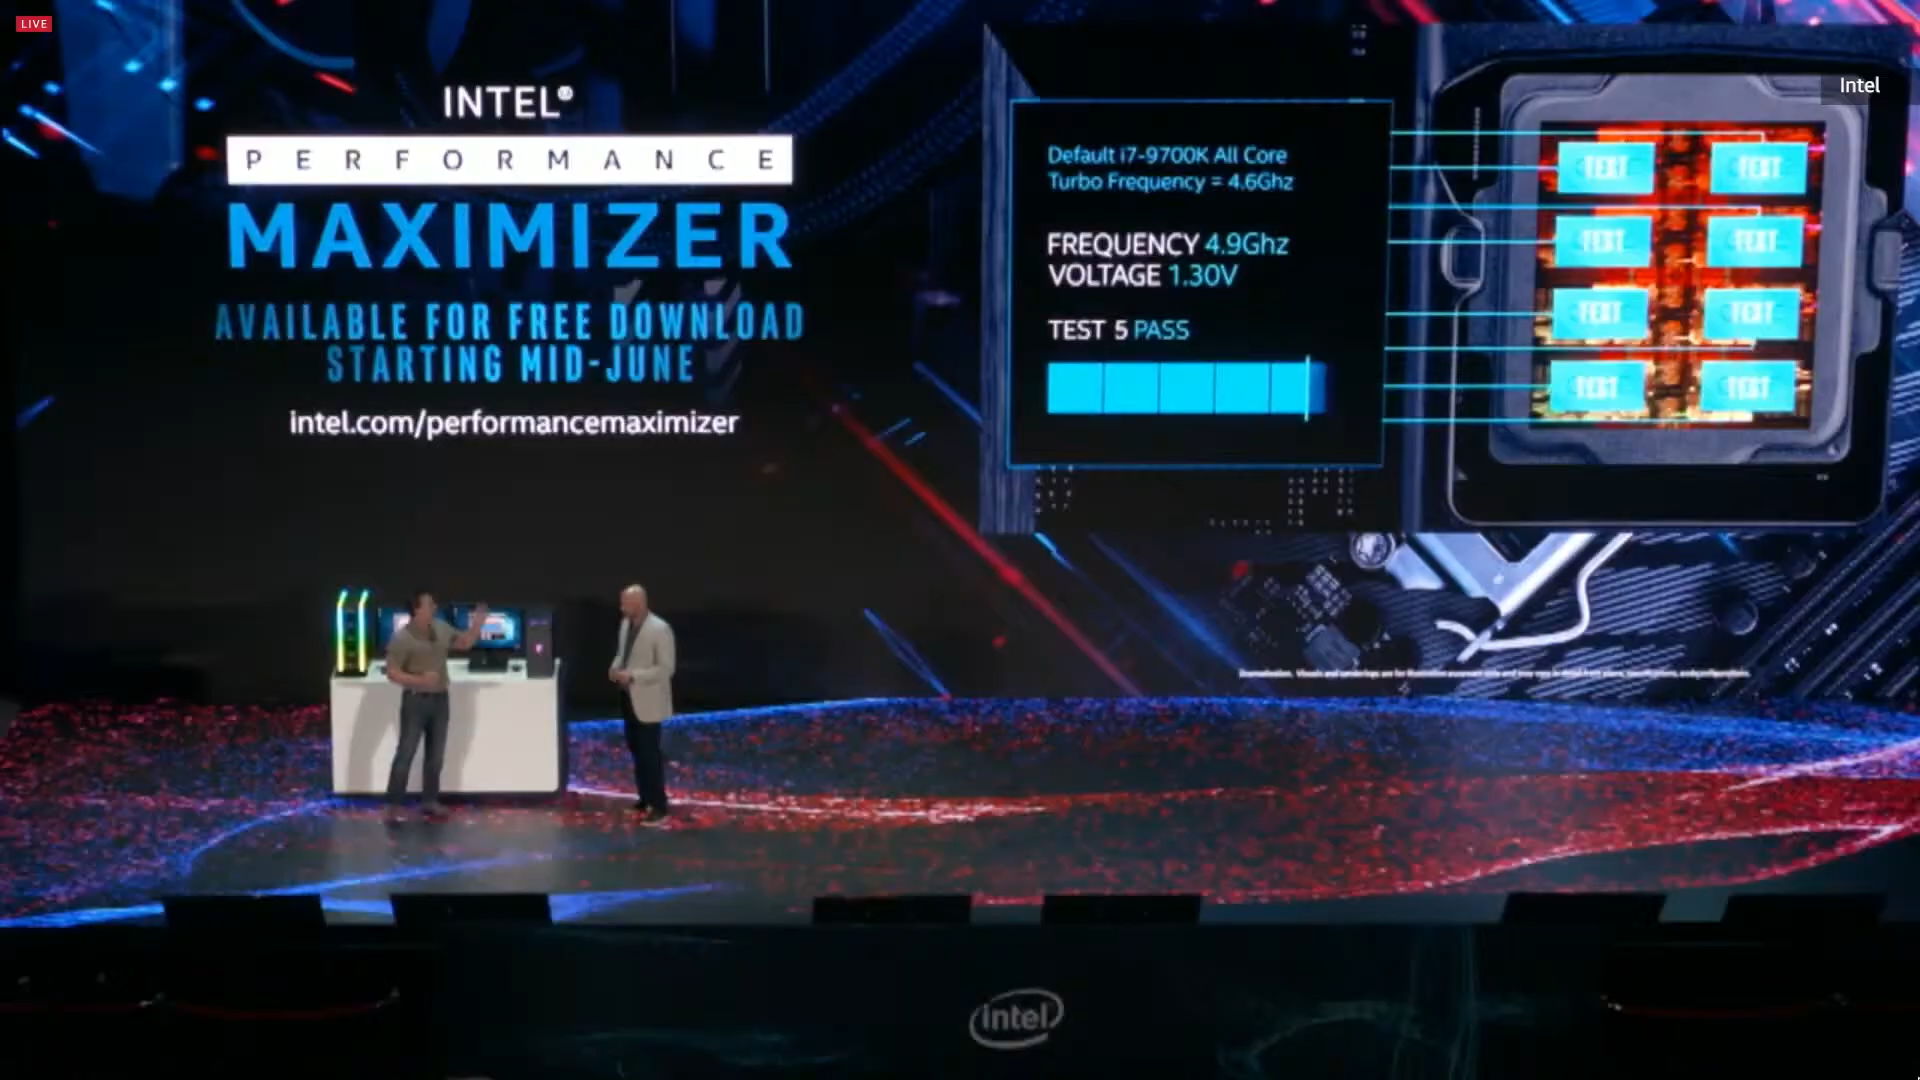 LIVE
INTEL®
PERFORMANCE
MAXIMIZER
AVAILABLE FOR FREE DOWNLOAD
STARTING MID-JUNE
intel.com/performancemaximizer
Default i7-9700K All Core
Turbo Frequency = 4.6Ghz
FREQUENCY 4.9Ghz
VOLTAGE 1.30V
TEST 5 PASS
Intel
TEST TEST
TEST TEST
TEST TEST
TEST TEST
intel